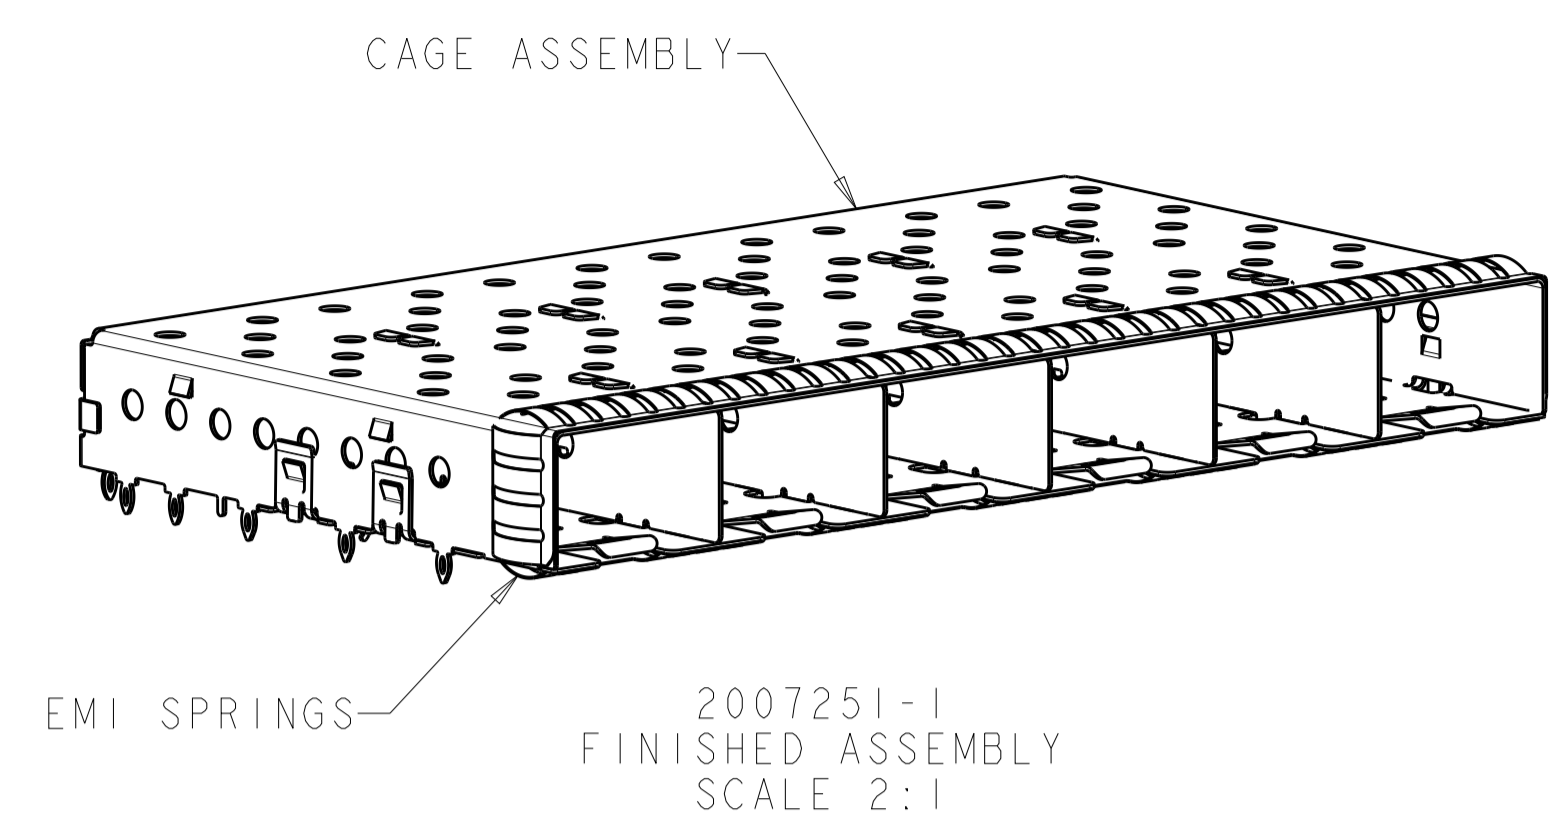 CAGE ASSEMBLY
EMI SPRINGS
2007251-1
FINISHED ASSEMBLY
SCALE 2:1